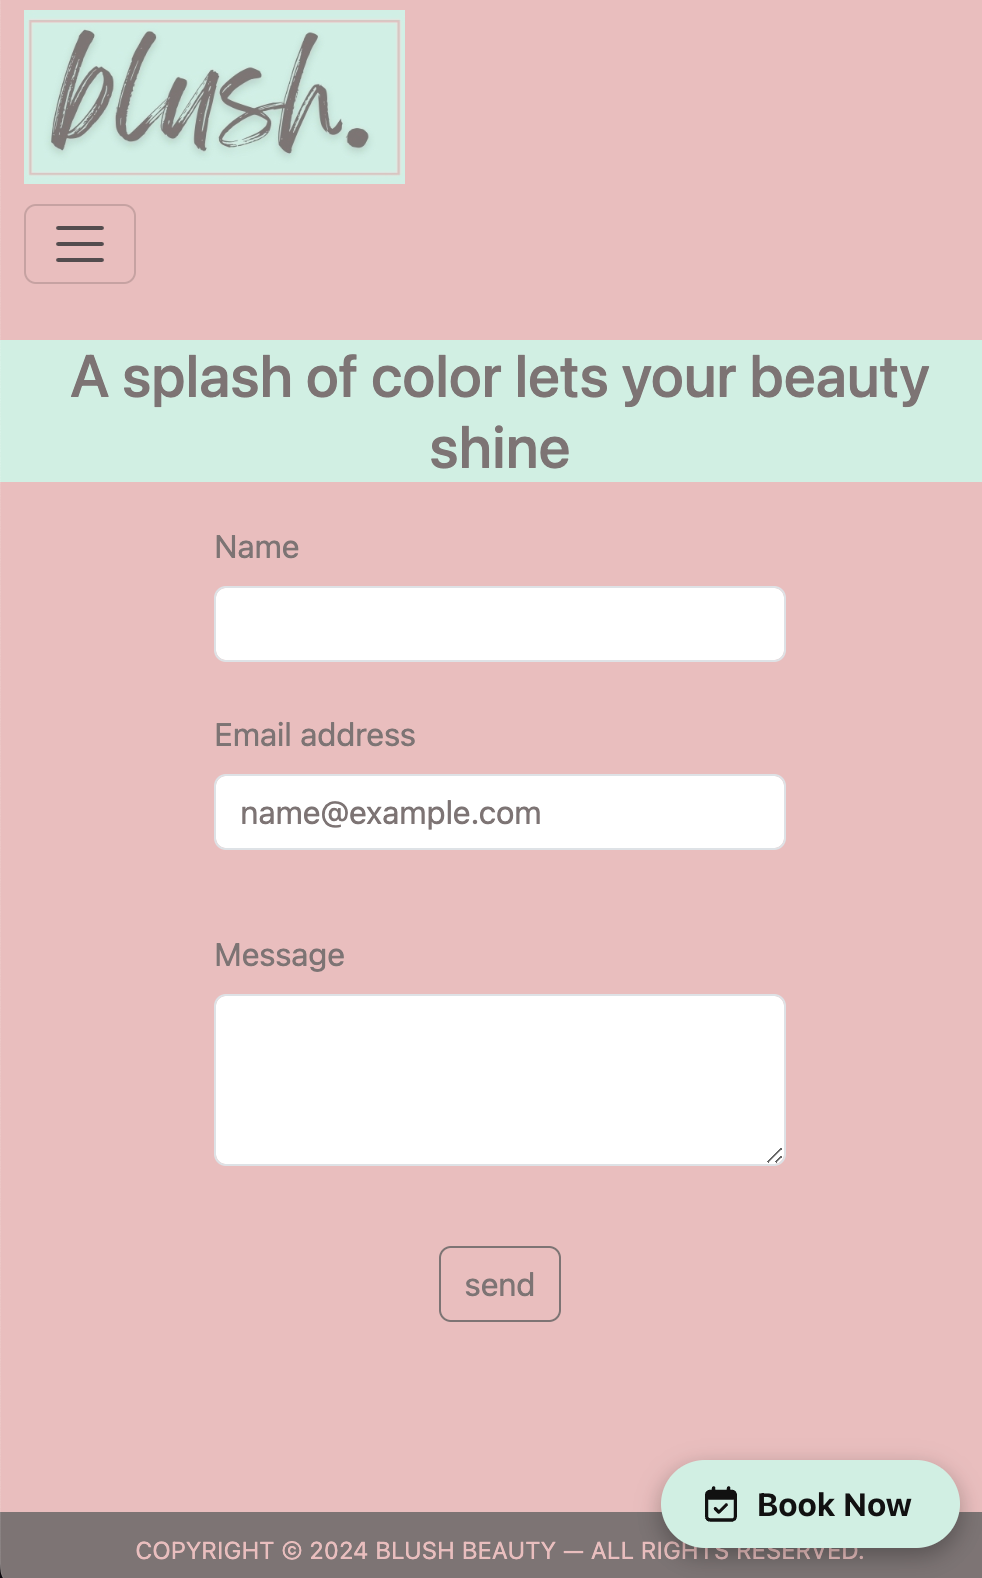 blush.
A splash of color lets your beauty
shine
Name
Email address
name@example.com
Message
send
Book Now
COPYRIGHT © 2024 BLUSH BEAUTY — ALL RIGHTS RESERVED.